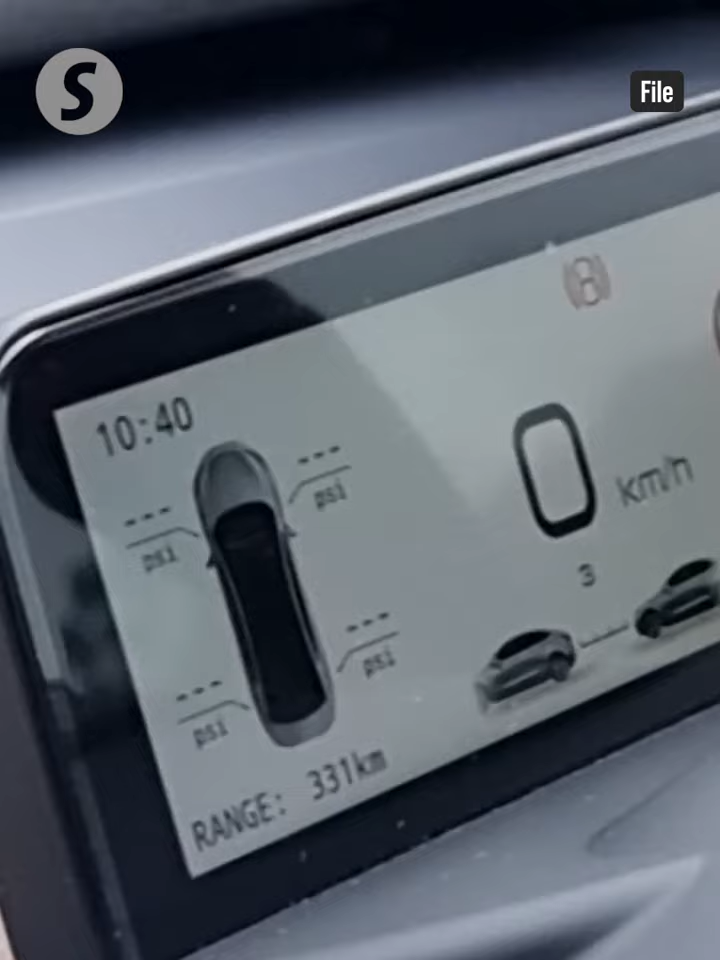 S
File
10:40
---
psi
---
psi
0 km/h
3
---
psi
---
psi
RANGE: 331km